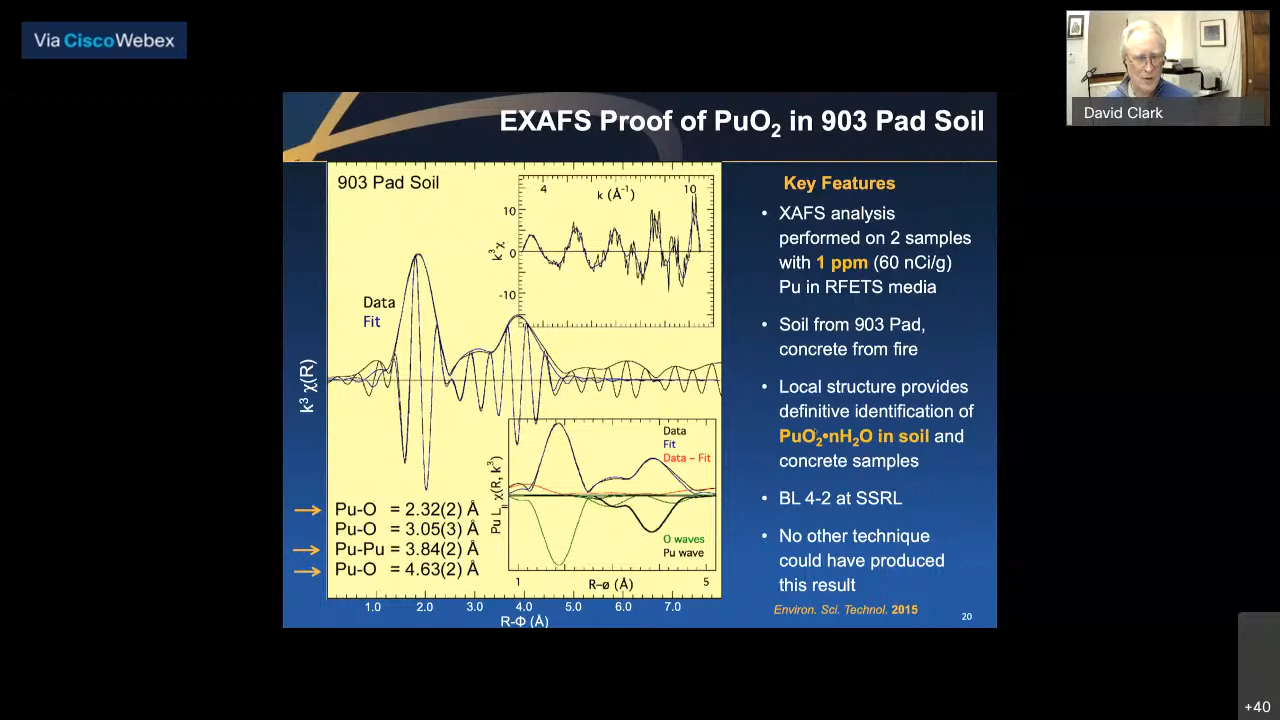 Via CiscoWebex
David Clark
EXAFS Proof of PuO2 in 903 Pad Soil
903 Pad Soil
4
k (Å-1)
10
10
0
-10
k3χ
Data
Fit
k3 χ(R)
Data
Fit
Data – Fit
O waves
Pu wave
Pu LII χ(R, k3)
1
R–ø (Å)
5
→ Pu-O = 2.32(2) Å
Pu-O = 3.05(3) Å
→ Pu-Pu = 3.84(2) Å
→ Pu-O = 4.63(2) Å
1.0 2.0 3.0 4.0 5.0 6.0 7.0
R-Φ (Å)
Key Features
• XAFS analysis
performed on 2 samples
with 1 ppm (60 nCi/g)
Pu in RFETS media
• Soil from 903 Pad,
concrete from fire
• Local structure provides
definitive identification of
PuO2•nH2O in soil and
concrete samples
• BL 4-2 at SSRL
• No other technique
could have produced
this result
Environ. Sci. Technol. 2015
20
+40